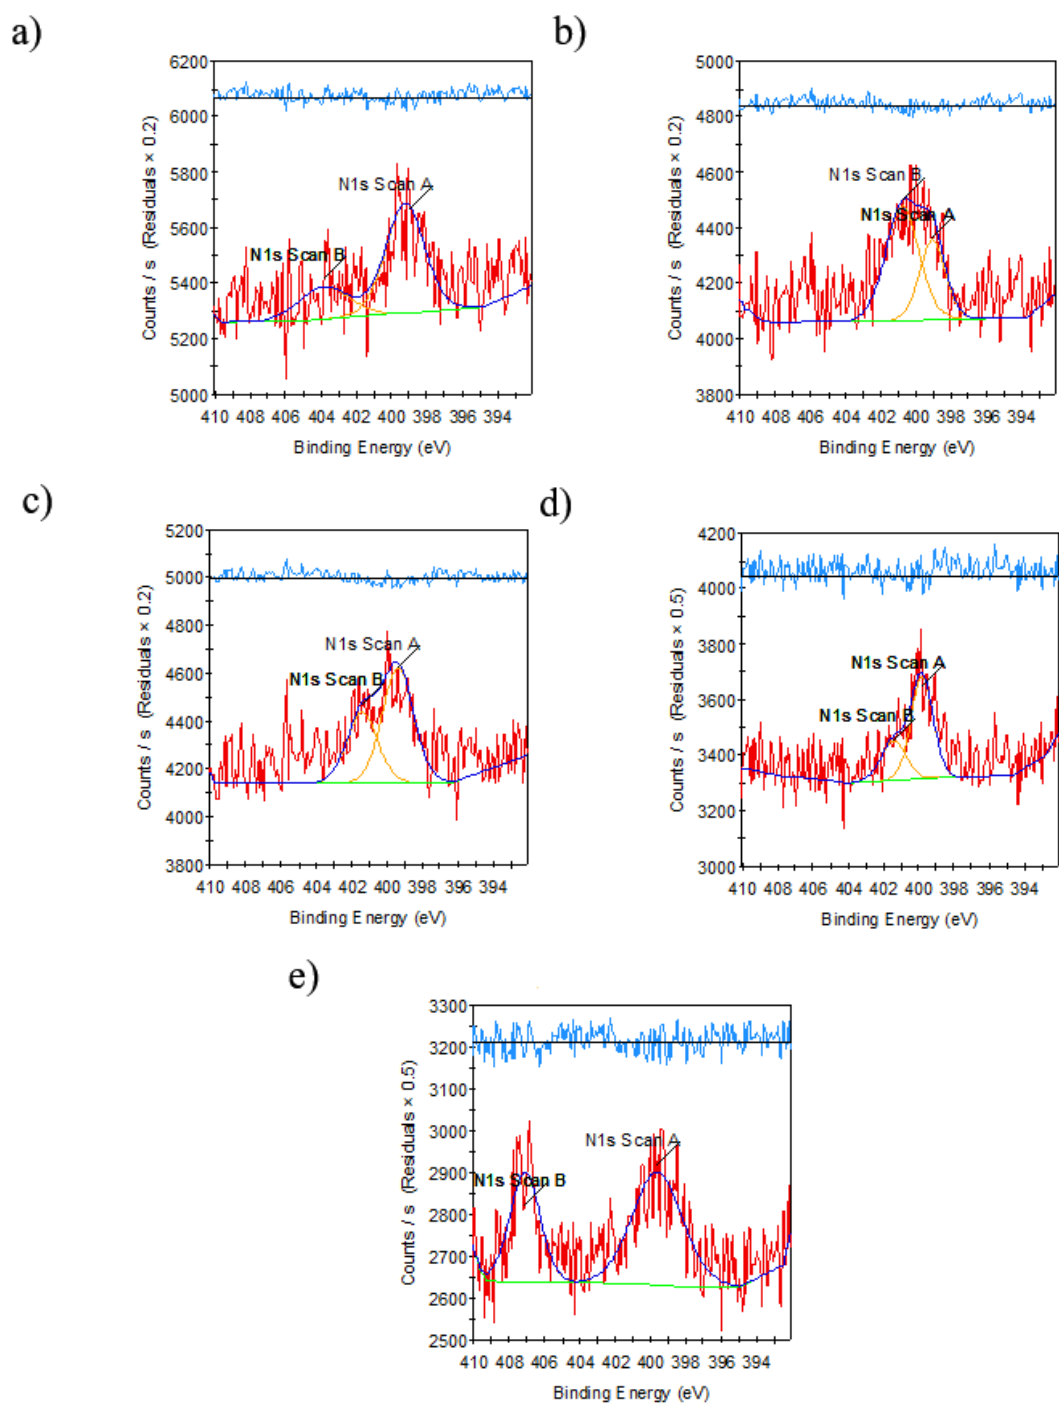 a)
6200
6000
5800
5600
5400
5200
5000
Counts / s (Residuals × 0.2)
N1s Scan A
N1s Scan B
410 408 406 404 402 400 398 396 394
Binding Energy (eV)
b)
5000
4800
4600
4400
4200
4000
3800
Counts / s (Residuals × 0.2)
N1s Scan B
N1s Scan A
410 408 406 404 402 400 398 396 394
Binding Energy (eV)
c)
5200
5000
4800
4600
4400
4200
4000
3800
Counts / s (Residuals × 0.2)
N1s Scan A
N1s Scan B
410 408 406 404 402 400 398 396 394
Binding Energy (eV)
d)
4200
4000
3800
3600
3400
3200
3000
Counts / s (Residuals × 0.5)
N1s Scan A
N1s Scan B
410 408 406 404 402 400 398 396 394
Binding Energy (eV)
e)
3300
3200
3100
3000
2900
2800
2700
2600
2500
Counts / s (Residuals × 0.5)
N1s Scan A
N1s Scan B
410 408 406 404 402 400 398 396 394
Binding Energy (eV)